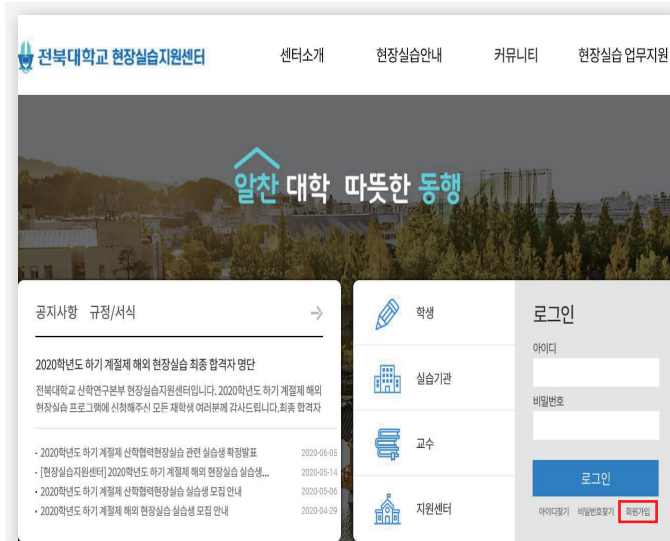 전북대학교 현장실습지원센터
센터소개 현장실습안내 커뮤니티 현장실습 업무지원
알찬 대학 따뜻한 동행
공지사항 규정/서식
2020학년도 하기 계절제 해외 현장실습 최종 합격자 명단
전북대학교 산학연구본부 현장실습지원센터입니다. 2020학년도 하기 계절제 해외
현장실습 프로그램에 신청해주신 모든 재학생 여러분께 감사드립니다.최종 합격자
· 2020학년도 하기 계절제 산학협력현장실습 관련 실습생 확정발표 2020-06-05
· [현장실습지원센터] 2020학년도 하기 계절제 해외 현장실습 실습생... 2020-05-14
· 2020학년도 하기 계절제 산학협력현장실습 실습생 모집 안내 2020-05-06
· 2020학년도 하기 계절제 해외 현장실습 실습생 모집 안내 2020-04-29
학생
실습기관
교수
지원센터
로그인
아이디
비밀번호
로그인
아이디찾기 비밀번호찾기 회원가입